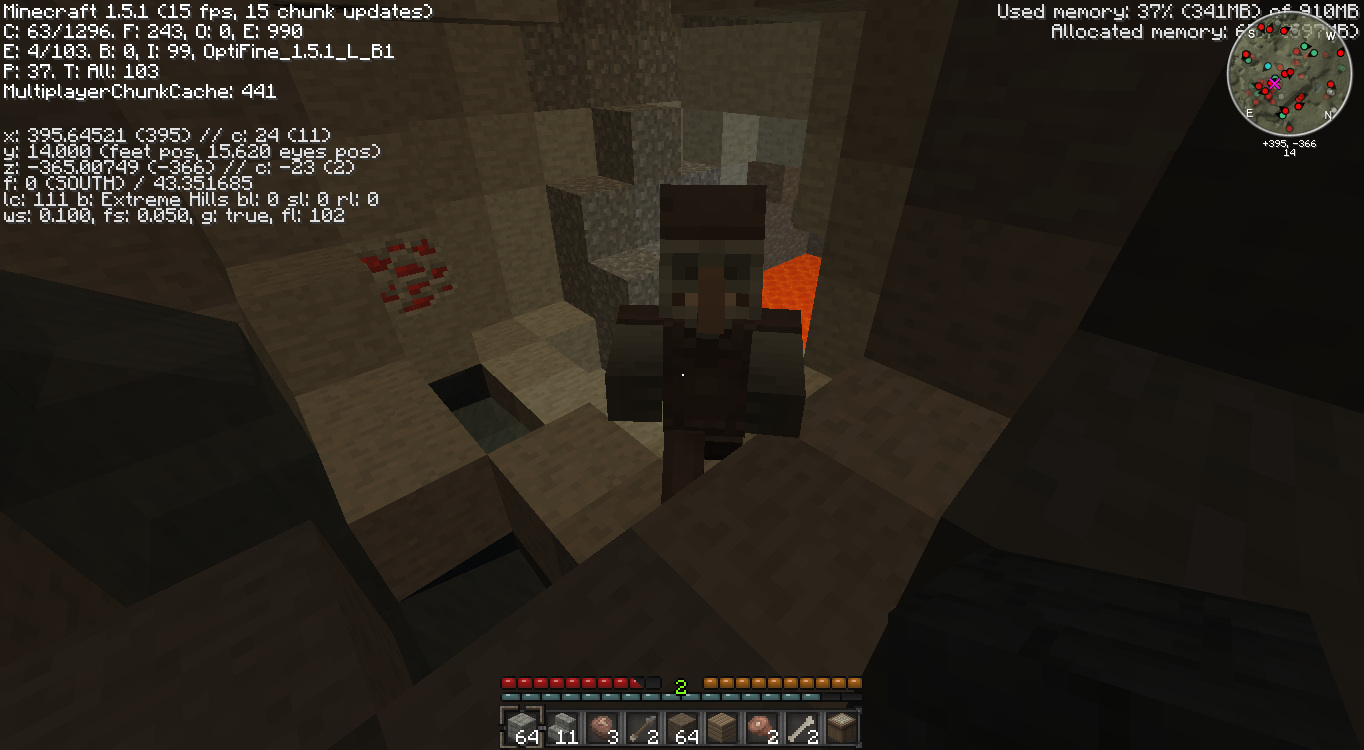 Minecraft 1.5.1 (15 fps, 15 chunk updates)
C: 63/1296. F: 243, O: 0, E: 990
E: 4/103. B: 0, I: 99, OptiFine_1.5.1_L_B1
P: 37. T: All: 103
MultiplayerChunkCache: 441
x: 395.64521 (395) // c: 24 (11)
y: 14.000 (feet pos, 15.620 eyes pos)
z: -365.00749 (-366) // c: -23 (2)
f: 0 (SOUTH) / 43.351685
lc: 111 b: Extreme Hills bl: 0 sl: 0 rl: 0
ws: 0.100, fs: 0.050, g: true, fl: 102
Used memory: 37% (341MB) of 910MB
Allocated memory:
S W
E N
+395, -366
14
2
64 11 3 2 64 2 2